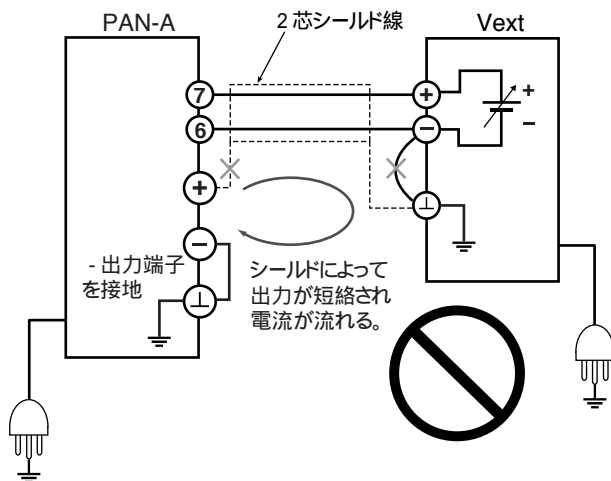 PAN-A
2 芯シールド線
Vext
7
+
+
6
−
−
+
⊥
−
- 出力端子
を接地
⊥
シールドによって
出力が短絡され
電流が流れる。